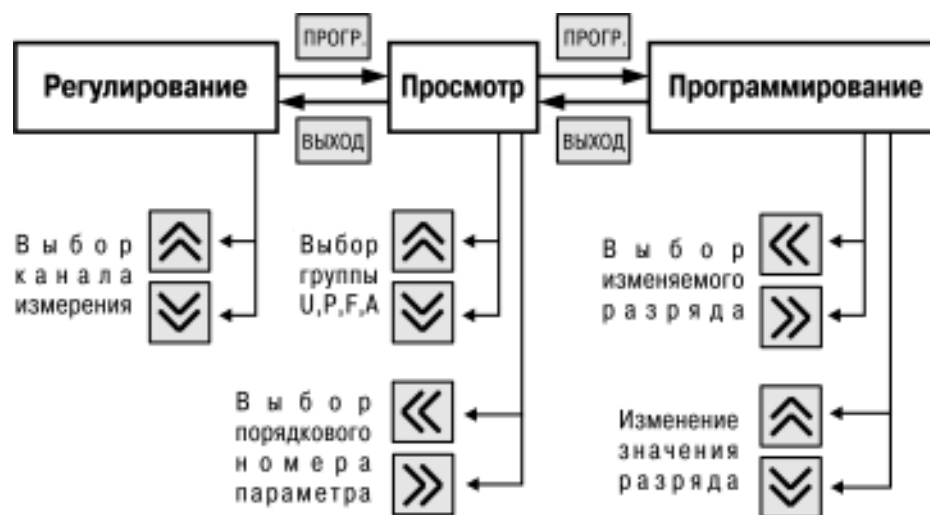 ПРОГР.
ПРОГР.
Регулирование
Просмотр
Программирование
ВЫХОД
ВЫХОД
Выбор
канала
измерения
Выбор
группы
U,P,F,A
Выбор
изменяемого
разряда
Выбор
порядкового
номера
параметра
Изменение
значения
разряда